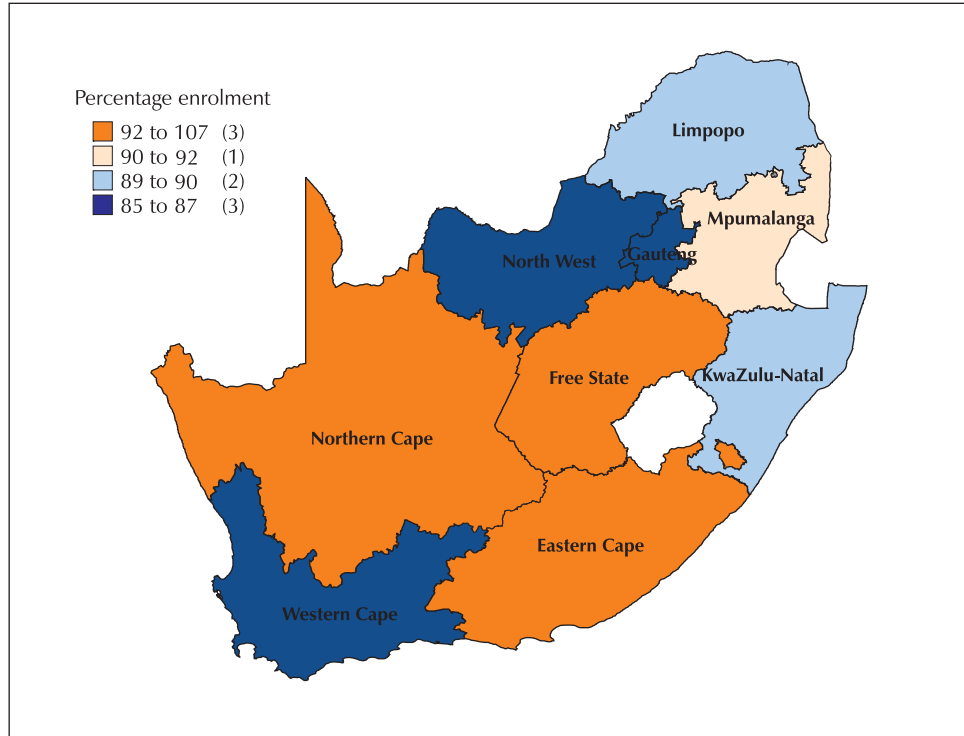 Percentage enrolment
92 to 107 (3)
90 to 92 (1)
89 to 90 (2)
85 to 87 (3)
Limpopo
Mpumalanga
North West
Gauteng
Free State
KwaZulu-Natal
Northern Cape
Eastern Cape
Western Cape